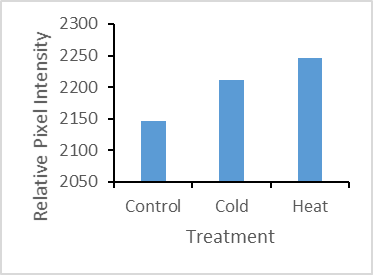 Relative Pixel Intensity
2300
2250
2200
2150
2100
2050
Control Cold Heat
Treatment